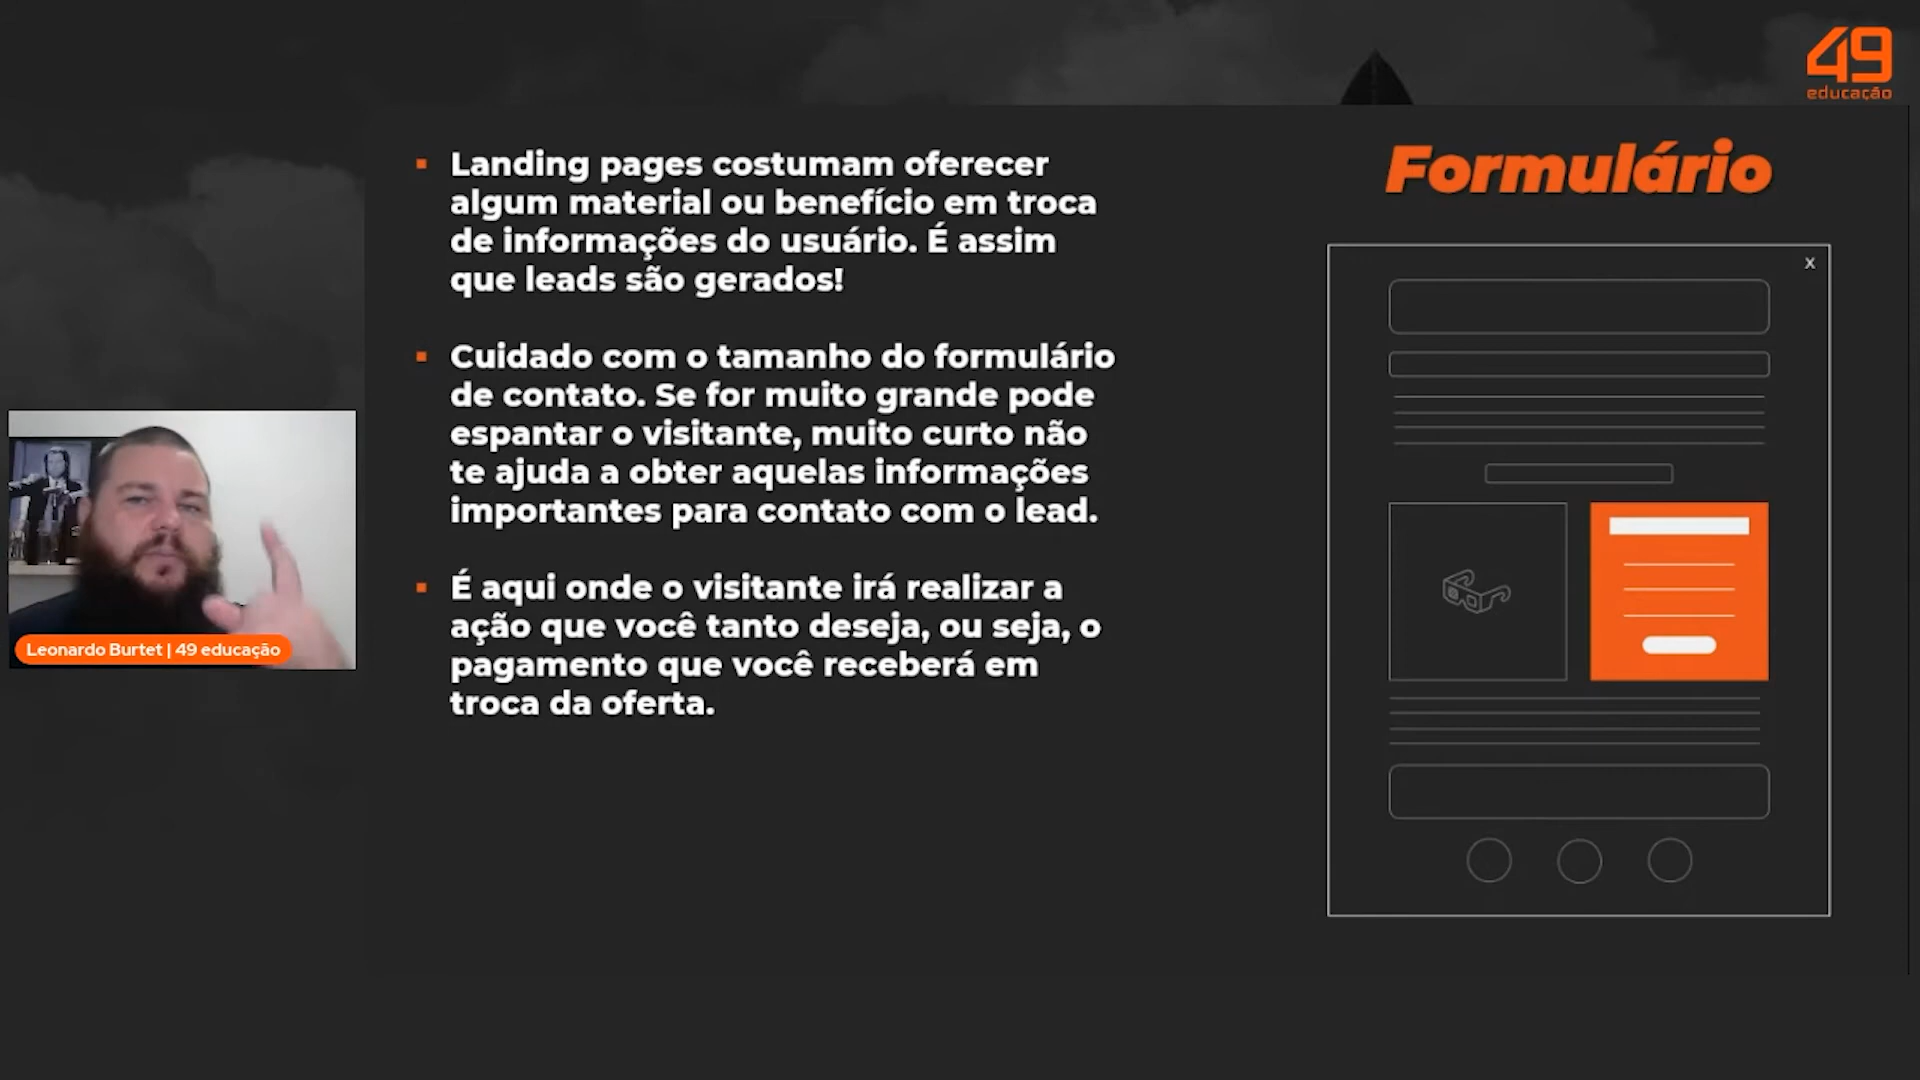 49
educação
Formulário
Landing pages costumam oferecer
algum material ou benefício em troca
de informações do usuário. É assim
que leads são gerados!
Cuidado com o tamanho do formulário
de contato. Se for muito grande pode
espantar o visitante, muito curto não
te ajuda a obter aquelas informações
importantes para contato com o lead.
É aqui onde o visitante irá realizar a
ação que você tanto deseja, ou seja, o
pagamento que você receberá em
troca da oferta.
x
Leonardo Burtet | 49 educação